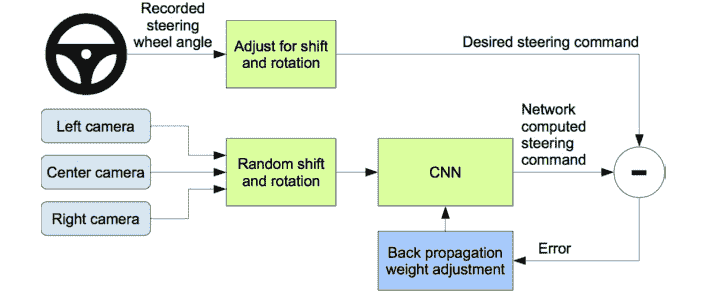 Recorded
steering
wheel angle
Adjust for shift
and rotation
Desired steering command
Left camera
Center camera
Right camera
Random shift
and rotation
CNN
Network
computed
steering
command
-
Back propagation
weight adjustment
Error